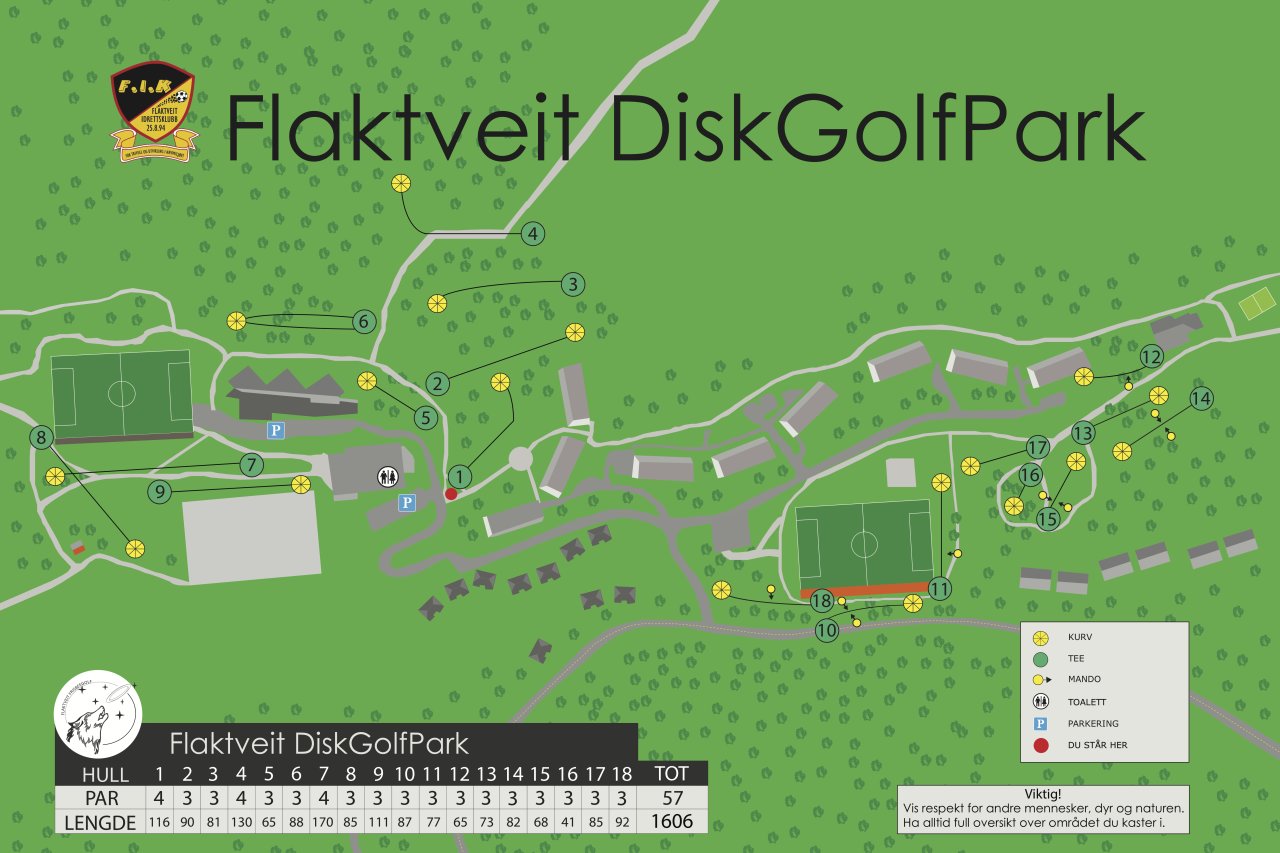 F.I.K
FLAKTVEIT
IDRETTSKLUBB
25.8.94
Flaktveit DiskGolfPark
4
3
6
2
12
14
5
13
8
17
7
1
16
9
15
11
18
10
P
P
KURV
TEE
MANDO
TOALETT
P PARKERING
DU STÅR HER
FLAKTVEIT FRISBEEGOLF
Flaktveit DiskGolfPark
HULL 1 2 3 4 5 6 7 8 9 10 11 12 13 14 15 16 17 18 TOT
PAR 4 3 3 4 3 3 4 3 3 3 3 3 3 3 3 3 3 3 57
LENGDE 116 90 81 130 65 88 170 85 111 87 77 65 73 82 68 41 85 92 1606
Viktig!
Vis respekt for andre mennesker, dyr og naturen.
Ha alltid full oversikt over området du kaster i.